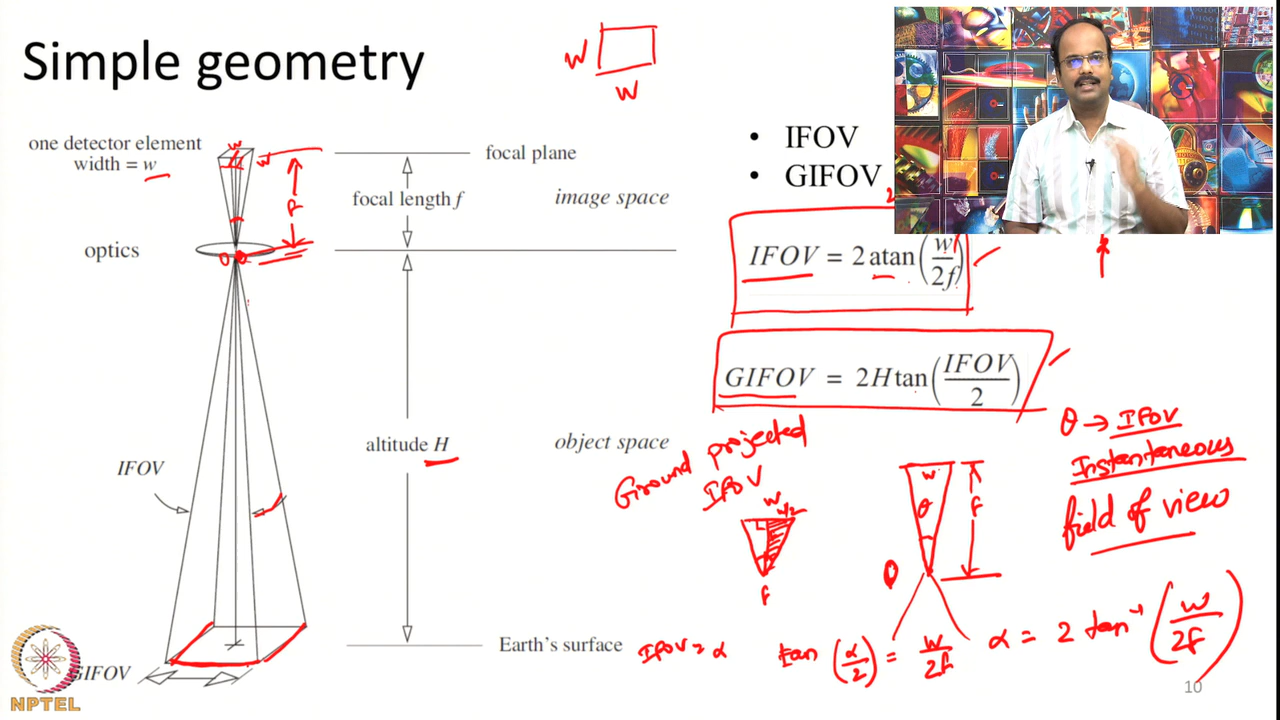 Simple geometry
W
W
one detector element
width = w
w
w
focal plane
focal length f
image space
f
optics
• IFOV
• GIFOV
IFOV = 2 atan(w/2f)
GIFOV = 2H tan(IFOV/2)
altitude H
object space
IFOV
Ground projected
IFOV
θ → IFOV
Instantaneous
field of view
W
W/2
f
W
θ
f
O
Earth's surface
IFOV = α
tan (α/2) = W/2f
α = 2 tan⁻¹ (W/2f)
GIFOV
NPTEL
10